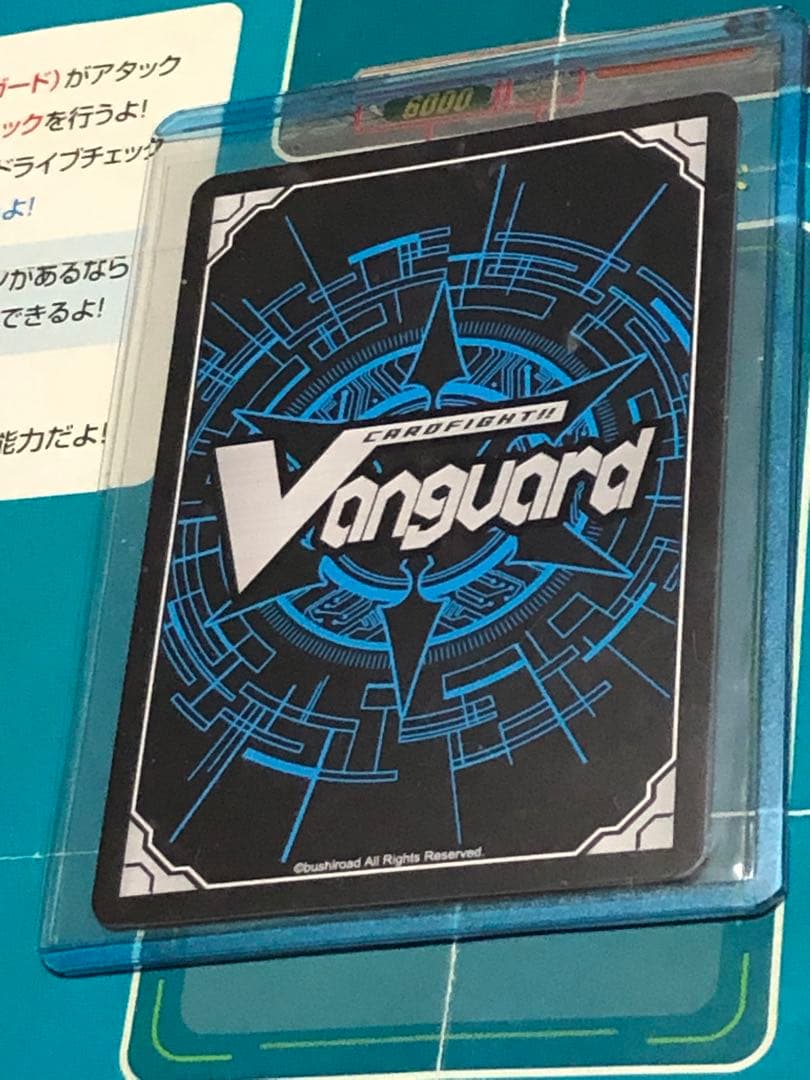 ード)がアタック
ックを行うよ!
ドライブチェック
よ!
があるなら
できるよ!
能力だよ!
6000
CARDFIGHT!!
Vanguard
©bushiroad All Rights Reserved.